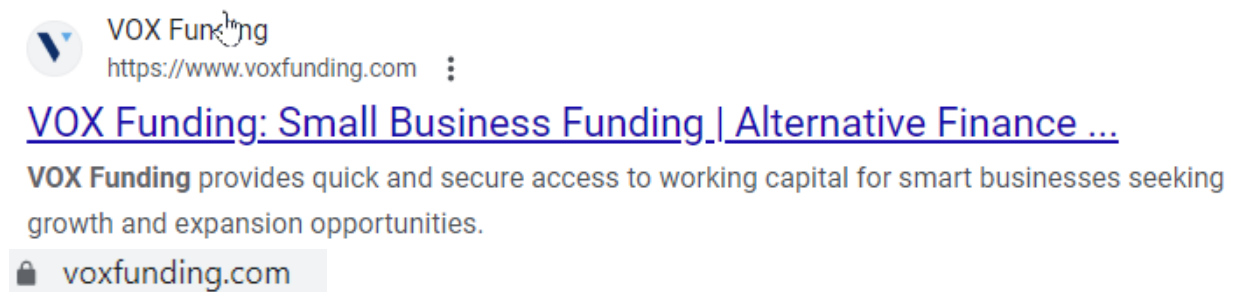 VOX Funding
https://www.voxfunding.com
VOX Funding: Small Business Funding | Alternative Finance ...
VOX Funding provides quick and secure access to working capital for smart businesses seeking
growth and expansion opportunities.
voxfunding.com